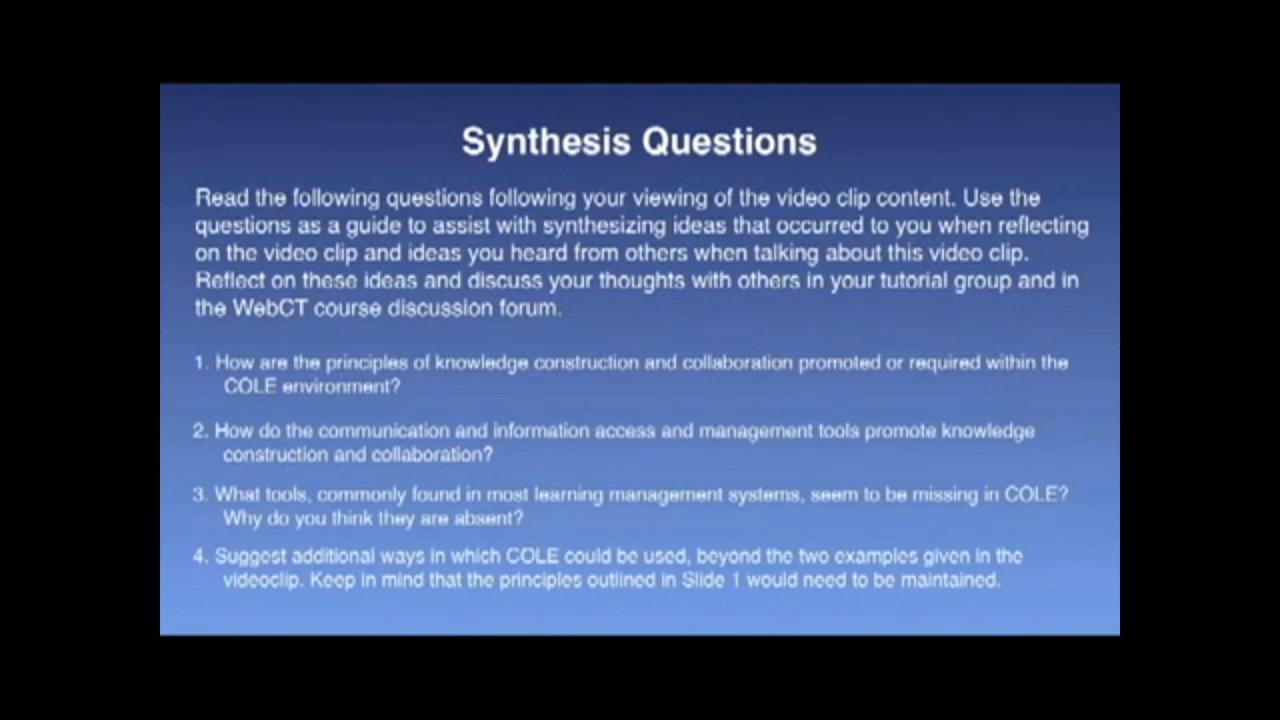 Synthesis Questions
Read the following questions following your viewing of the video clip content. Use the
questions as a guide to assist with synthesizing ideas that occurred to you when reflecting
on the video clip and ideas you heard from others when talking about this video clip.
Reflect on these ideas and discuss your thoughts with others in your tutorial group and in
the WebCT course discussion forum.
1. How are the principles of knowledge construction and collaboration promoted or required within the
COLE environment?
2. How do the communication and information access and management tools promote knowledge
construction and collaboration?
3. What tools, commonly found in most learning management systems, seem to be missing in COLE?
Why do you think they are absent?
4. Suggest additional ways in which COLE could be used, beyond the two examples given in the
videoclip. Keep in mind that the principles outlined in Slide 1 would need to be maintained.